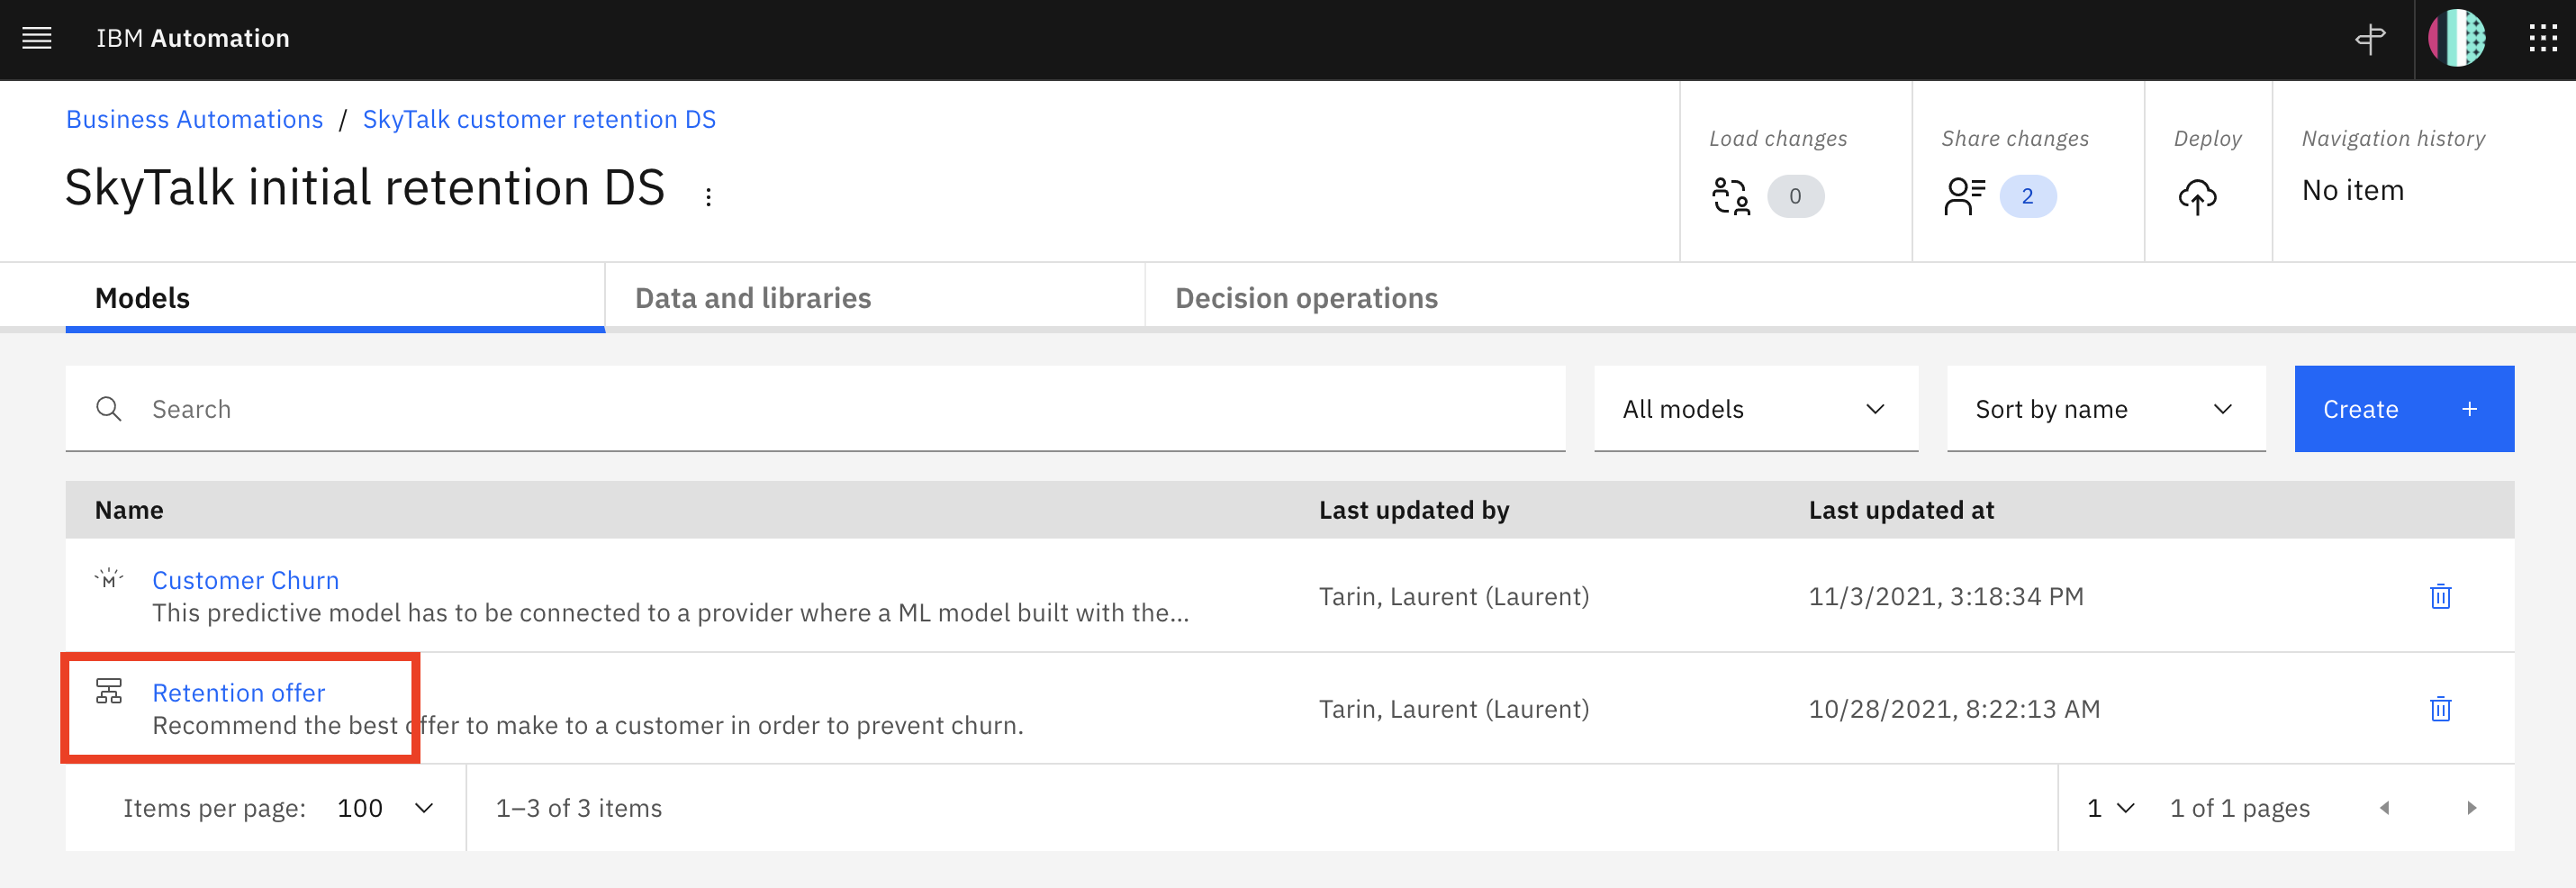 IBM Automation
Business Automations / SkyTalk customer retention DS
SkyTalk initial retention DS
Load changes
0
Share changes
2
Deploy
Navigation history
No item
Models
Data and libraries
Decision operations
Search
All models
Sort by name
Create +
Name
Last updated by
Last updated at
M
Customer Churn
This predictive model has to be connected to a provider where a ML model built with the...
Tarin, Laurent (Laurent)
11/3/2021, 3:18:34 PM
Retention offer
Recommend the best offer to make to a customer in order to prevent churn.
Tarin, Laurent (Laurent)
10/28/2021, 8:22:13 AM
Items per page: 100
1–3 of 3 items
1
1 of 1 pages